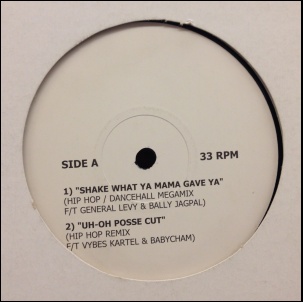 SIDE A 33 RPM
1) "SHAKE WHAT YA MAMA GAVE YA"
(HIP HOP / DANCEHALL MEGAMIX
F/T GENERAL LEVY & BALLY JAGPAL)
2) "UH-OH POSSE CUT"
(HIP HOP REMIX
F/T VYBES KARTEL & BABYCHAM)